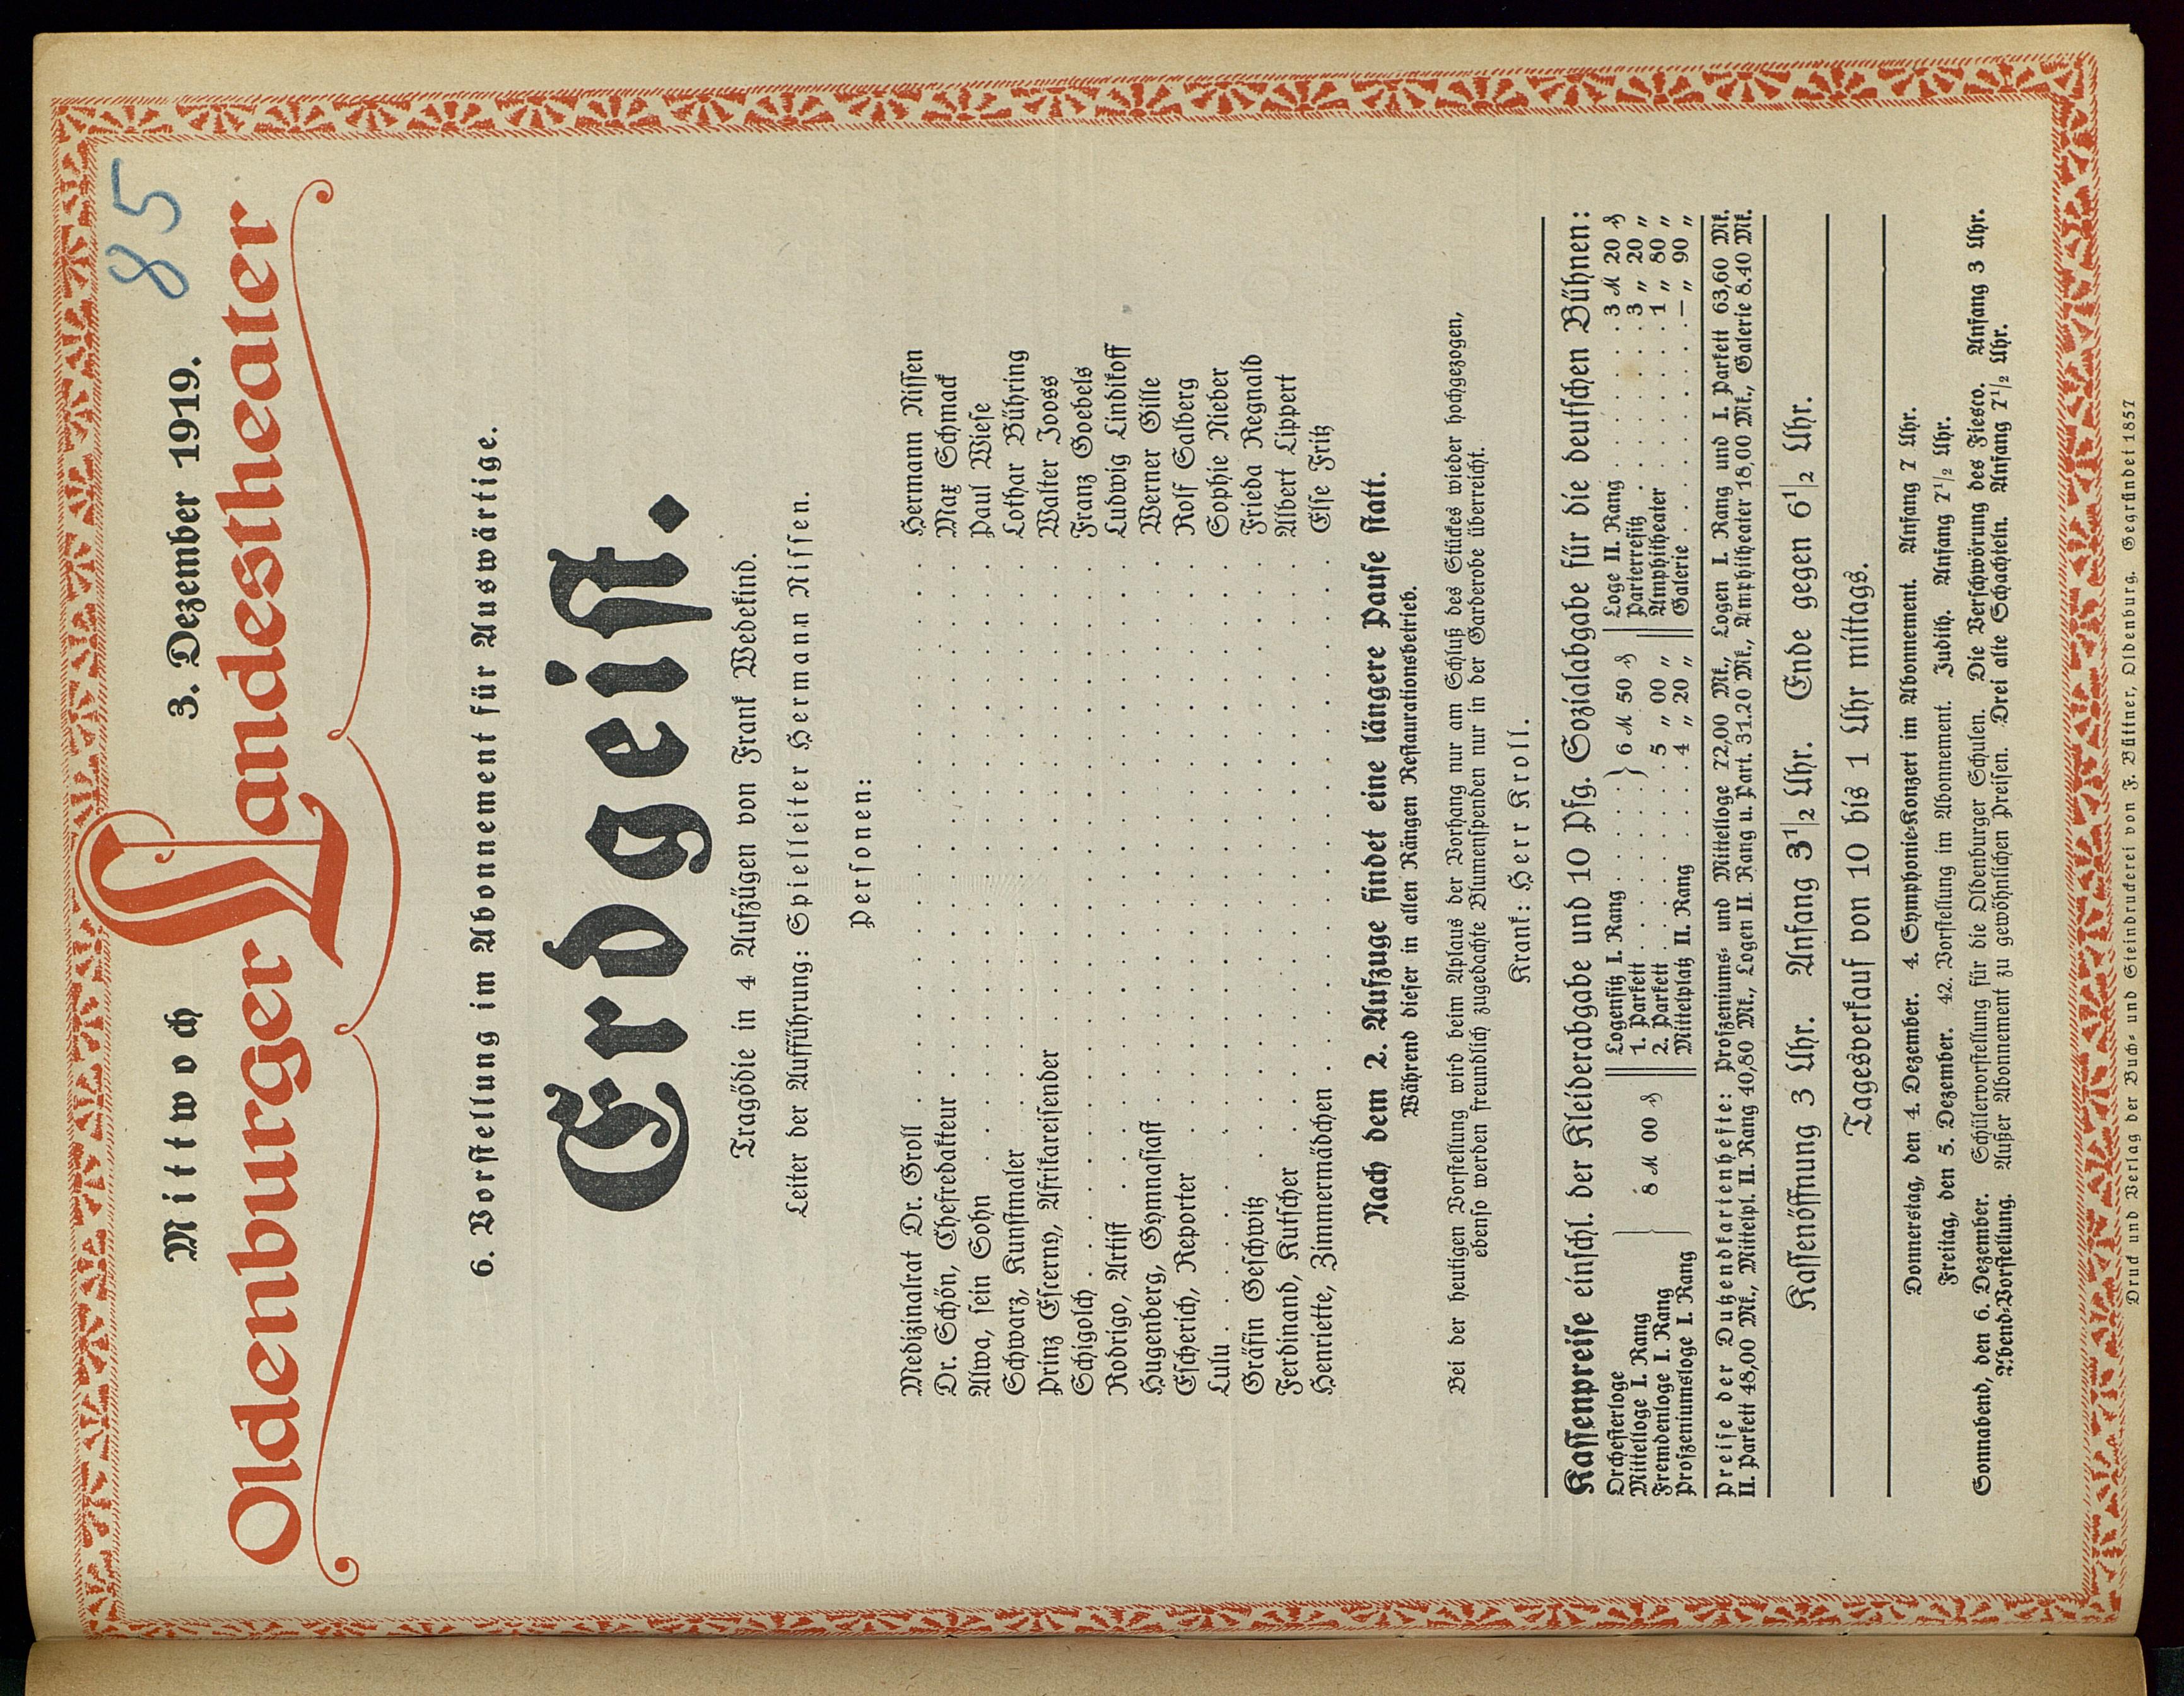 85
Mittwoch 3. Dezember 1919.
Oldenburger Landestheater
6. Vorstellung im Abonnement für Auswärtige.
Erdgeist.
Tragödie in 4 Aufzügen von Frank Wedekind.
Leiter der Aufführung: Spielleiter Hermann Nissen.
Personen:
Medizinalrat Dr. Groll . . . . . Hermann Nissen
Dr. Schön, Chefredakteur . . . . . Max Schmack
Alwa, sein Sohn . . . . . Paul Wiese
Schwarz, Kunstmaler . . . . . Lothar Bühring
Prinz Escerny, Afrikareisender . . . . . Walter Jooss
Schigolch . . . . . Franz Goebels
Rodrigo, Artist . . . . . Ludwig Lindikoff
Hugenberg, Gymnasiast . . . . . Werner Gille
Escherich, Reporter . . . . . Rolf Salberg
Lulu . . . . . Sophie Nieber
Gräfin Geschwitz . . . . . Frieda Regnald
Ferdinand, Kutscher . . . . . Albert Lippert
Henriette, Zimmermädchen . . . . . Else Fritz
Nach dem 2. Aufzuge findet eine längere Pause statt.
Während dieser in allen Rängen Restaurationsbetrieb.
Bei der heutigen Vorstellung wird beim Aplaus der Vorhang nur am Schluß des Stückes wieder hochgezogen,
ebenso werden freundlich zugedachte Blumenspenden nur in der Garderobe überreicht.
Krank: Herr Kroll.
Kassenpreise einschl. der Kleiderabgabe und 10 Pfg. Sozialabgabe für die deutschen Bühnen:
Orchesterloge
Mittelloge I. Rang
Fremdenloge I. Rang
Proszeniumsloge I. Rang
} 8 ℳ 00 ₰
Logensitz I. Rang . . . .
1. Parkett . . . . . .
} 6 ℳ 50 ₰
2. Parkett . . . . . . 5 „ 00 „
Mittelplatz II. Rang . . . . 4 „ 20 „
Loge II. Rang . . . . . . 3 ℳ 20 ₰
Parterresitz . . . . . . 3 „ 20 „
Amphitheater . . . . . . 1 „ 80 „
Galerie . . . . . . — „ 90 „
Preise der Dutzendkartenhefte: Proszeniums- und Mittelloge 72,00 Mk., Logen I. Rang und I. Parkett 63,60 Mk.
II. Parkett 48,00 Mk., Mittelpl. II. Rang 40,80 Mk., Logen II. Rang u. Part. 31.20 Mk., Amphitheater 18,00 Mk., Galerie 8.40 Mk.
Kassenöffnung 3 Uhr. Anfang 3½ Uhr. Ende gegen 6½ Uhr.
Tagesverkauf von 10 bis 1 Uhr mittags.
Donnerstag, den 4. Dezember. 4. Symphonie-Konzert im Abonnement. Anfang 7 Uhr.
Freitag, den 5. Dezember. 42. Vorstellung im Abonnement. Judith. Anfang 7½ Uhr.
Sonnabend, den 6. Dezember. Schülervorstellung für die Oldenburger Schulen. Die Verschwörung des Fiesco. Anfang 3 Uhr.
Abend-Vorstellung. Außer Abonnement zu gewöhnlichen Preisen. Drei alte Schachteln. Anfang 7½ Uhr.
Druck und Verlag der Buch- und Steindruckerei von F. Büttner, Oldenburg. Gegründet 1857